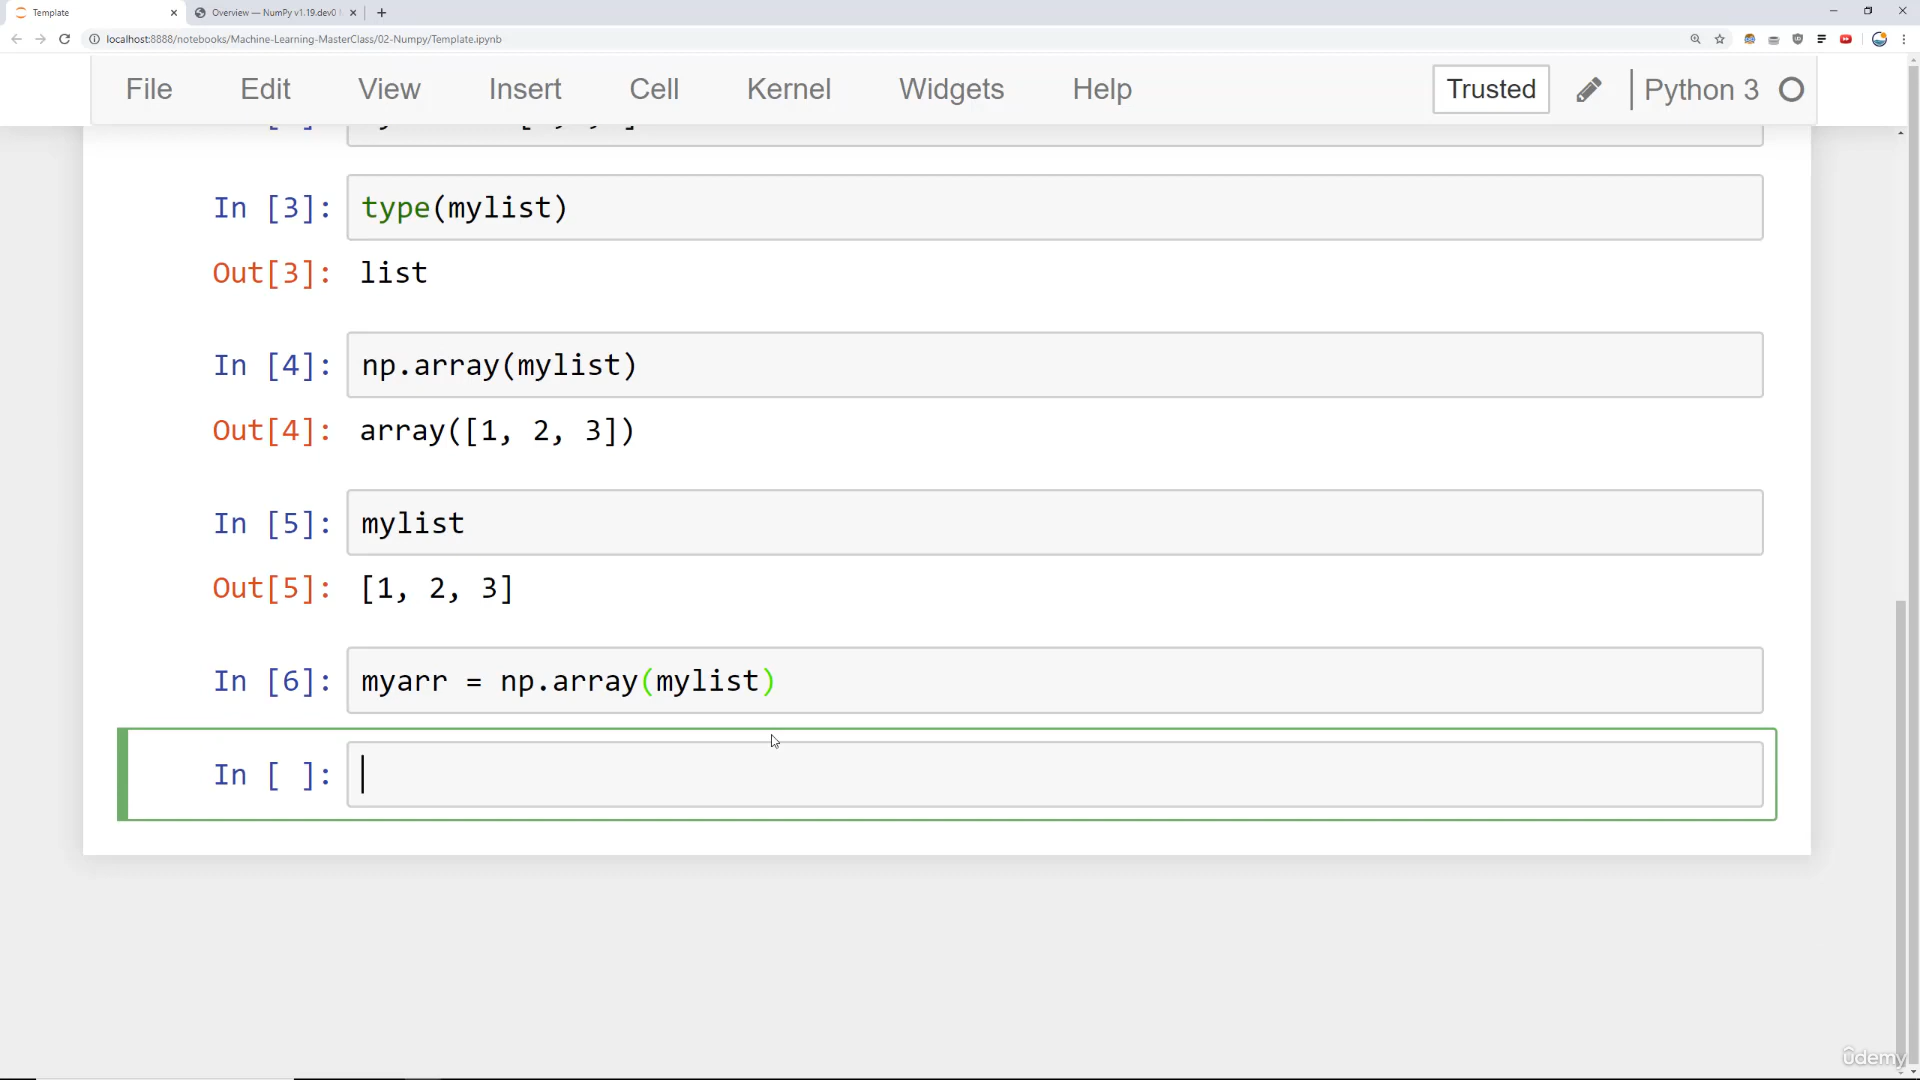 Template
Overview — NumPy v1.19.dev0
localhost:8888/notebooks/Machine-Learning-MasterClass/02-Numpy/Template.ipynb
File Edit View Insert Cell Kernel Widgets Help Trusted Python 3
In [3]: type(mylist)
Out[3]: list
In [4]: np.array(mylist)
Out[4]: array([1, 2, 3])
In [5]: mylist
Out[5]: [1, 2, 3]
In [6]: myarr = np.array(mylist)
In [ ]:
ûdemy